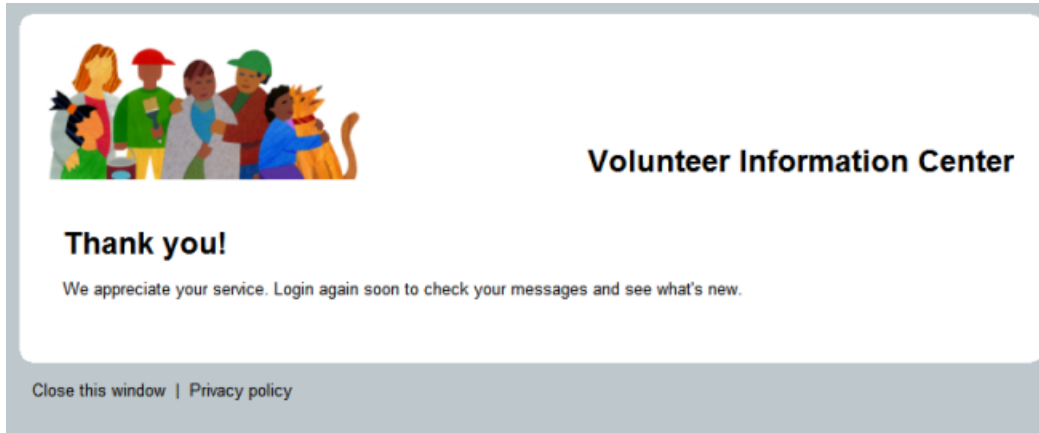 Volunteer Information Center
Thank you!
We appreciate your service. Login again soon to check your messages and see what's new.
Close this window | Privacy policy